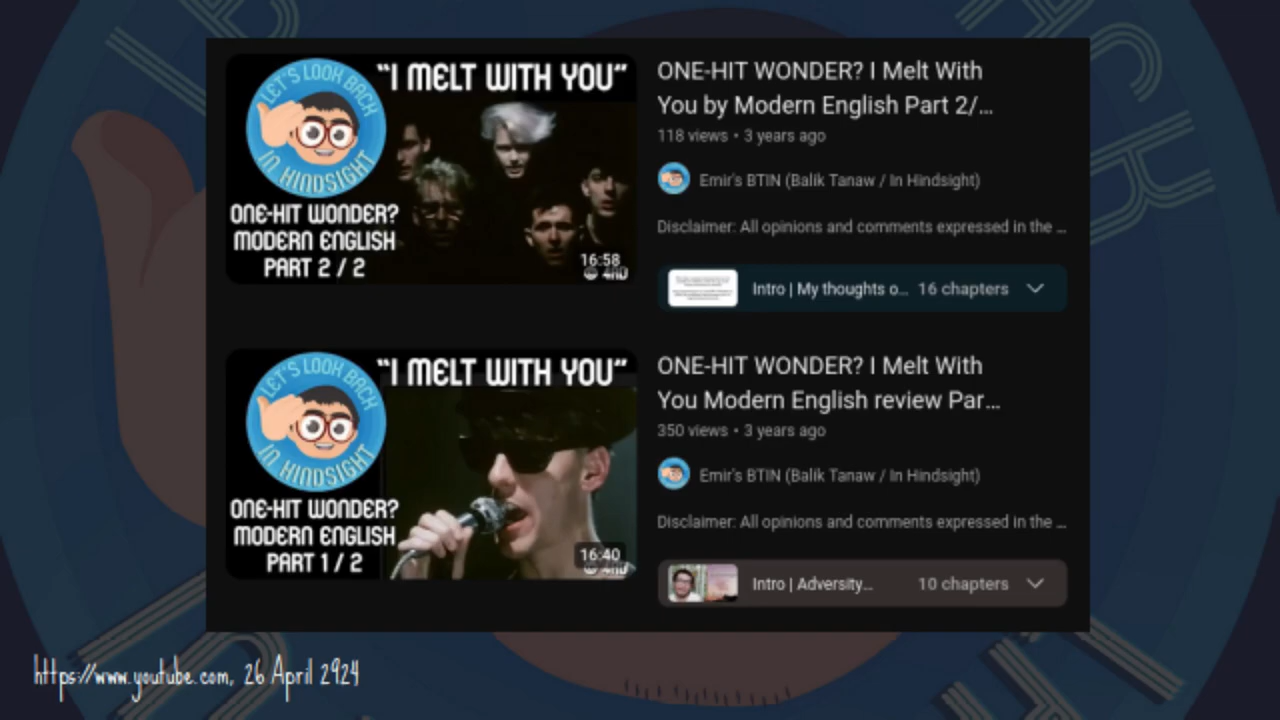 LET'S LOOK BACK
IN HINDSIGHT
"I MELT WITH YOU"
ONE-HIT WONDER?
MODERN ENGLISH
PART 2 / 2
16:58
4AD
ONE-HIT WONDER? I Melt With
You by Modern English Part 2/...
118 views • 3 years ago
Emir's BTIN (Balik Tanaw / In Hindsight)
Disclaimer: All opinions and comments expressed in the ...
Intro | My thoughts o... 16 chapters
LET'S LOOK BACK
IN HINDSIGHT
"I MELT WITH YOU"
ONE-HIT WONDER?
MODERN ENGLISH
PART 1 / 2
16:40
4AD
ONE-HIT WONDER? I Melt With
You Modern English review Par...
350 views • 3 years ago
Emir's BTIN (Balik Tanaw / In Hindsight)
Disclaimer: All opinions and comments expressed in the ...
Intro | Adversity... 10 chapters
https://www.youtube.com, 26 April 2924